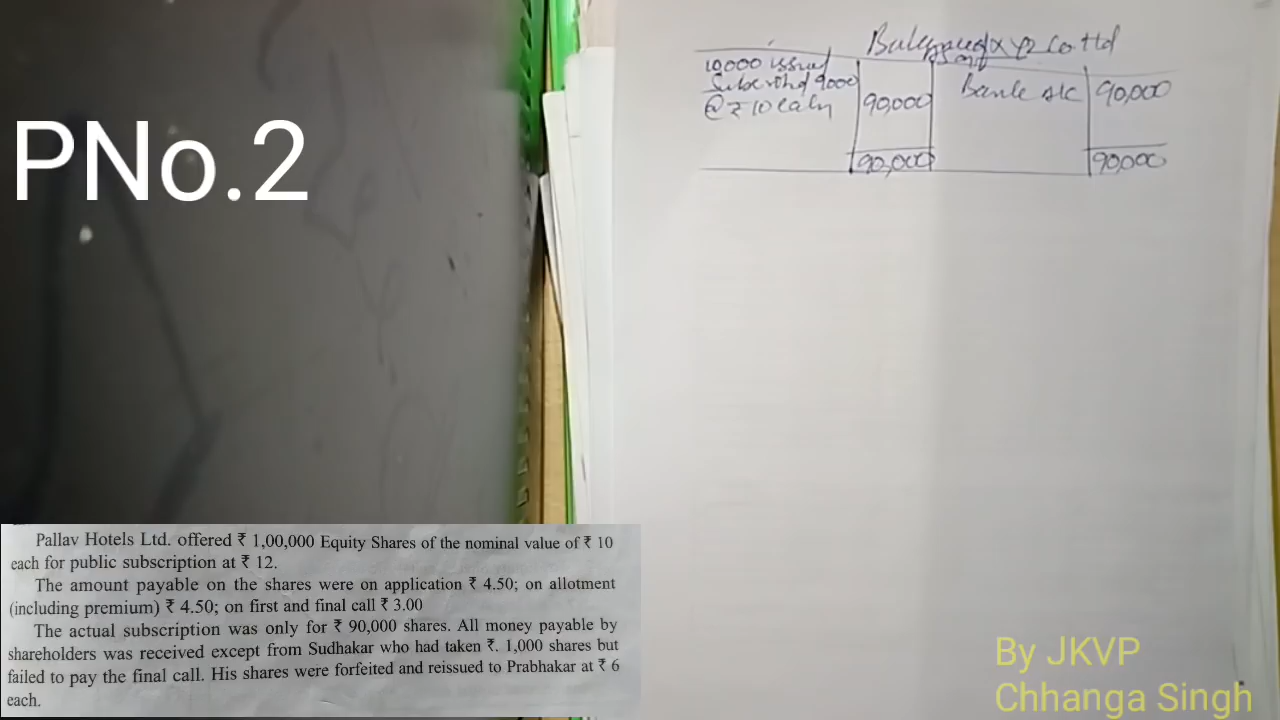 PNo.2
10,000 issued
9000
@ ₹ 10 each 90,000 Bank A/c 90,000
90,000 90,000
Pallav Hotels Ltd. offered ₹ 1,00,000 Equity Shares of the nominal value of ₹ 10
each for public subscription at ₹ 12.
The amount payable on the shares were on application ₹ 4.50; on allotment
(including premium) ₹ 4.50; on first and final call ₹ 3.00
The actual subscription was only for ₹ 90,000 shares. All money payable by
shareholders was received except from Sudhakar who had taken ₹. 1,000 shares but
failed to pay the final call. His shares were forfeited and reissued to Prabhakar at ₹ 6
each.
By JKVP
Chhanga Singh